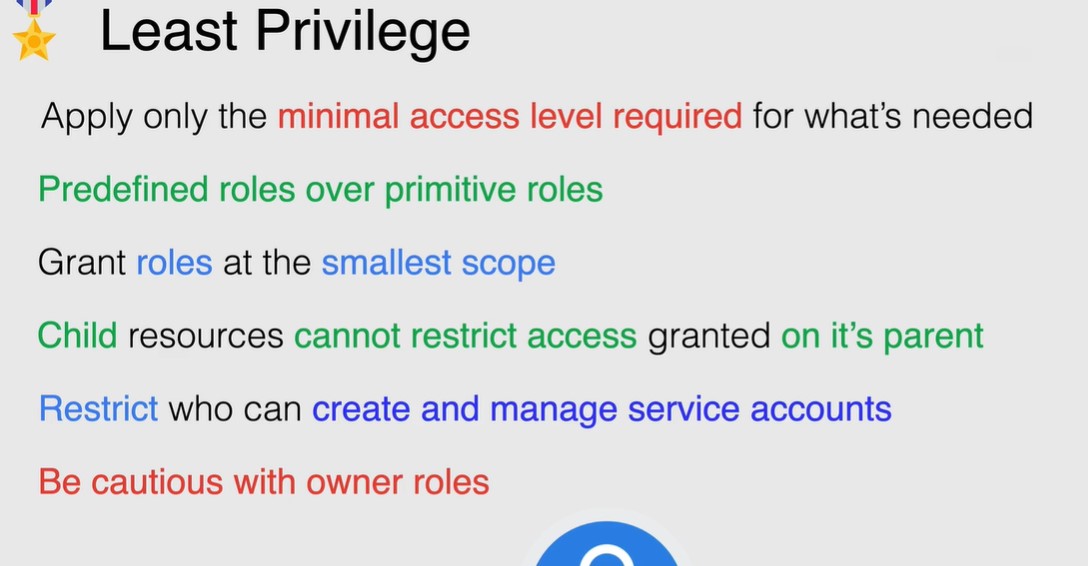 Least Privilege
Apply only the minimal access level required for what's needed
Predefined roles over primitive roles
Grant roles at the smallest scope
Child resources cannot restrict access granted on it's parent
Restrict who can create and manage service accounts
Be cautious with owner roles